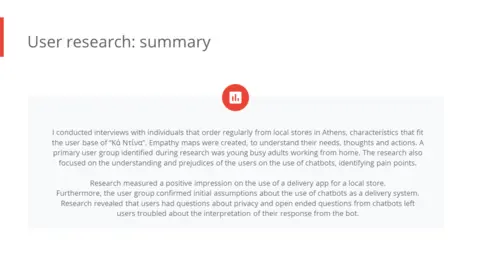 User research: summary
I conducted interviews with individuals that order regularly from local stores in Athens, characteristics that fit
the user base of "Κά Ντίνα". Empathy maps were created, to understand their needs, thoughts and actions. A
primary user group identified during research was young busy adults working from home. The research also
focused on the understanding and prejudices of the users on the use of chatbots, identifying pain points.
Research measured a positive impression on the use of a delivery app for a local store.
Furthermore, the user group confirmed initial assumptions about the use of chatbots as a delivery system.
Research revealed that users had questions about privacy and open ended questions from chatbots left
users troubled about the interpretation of their response from the bot.